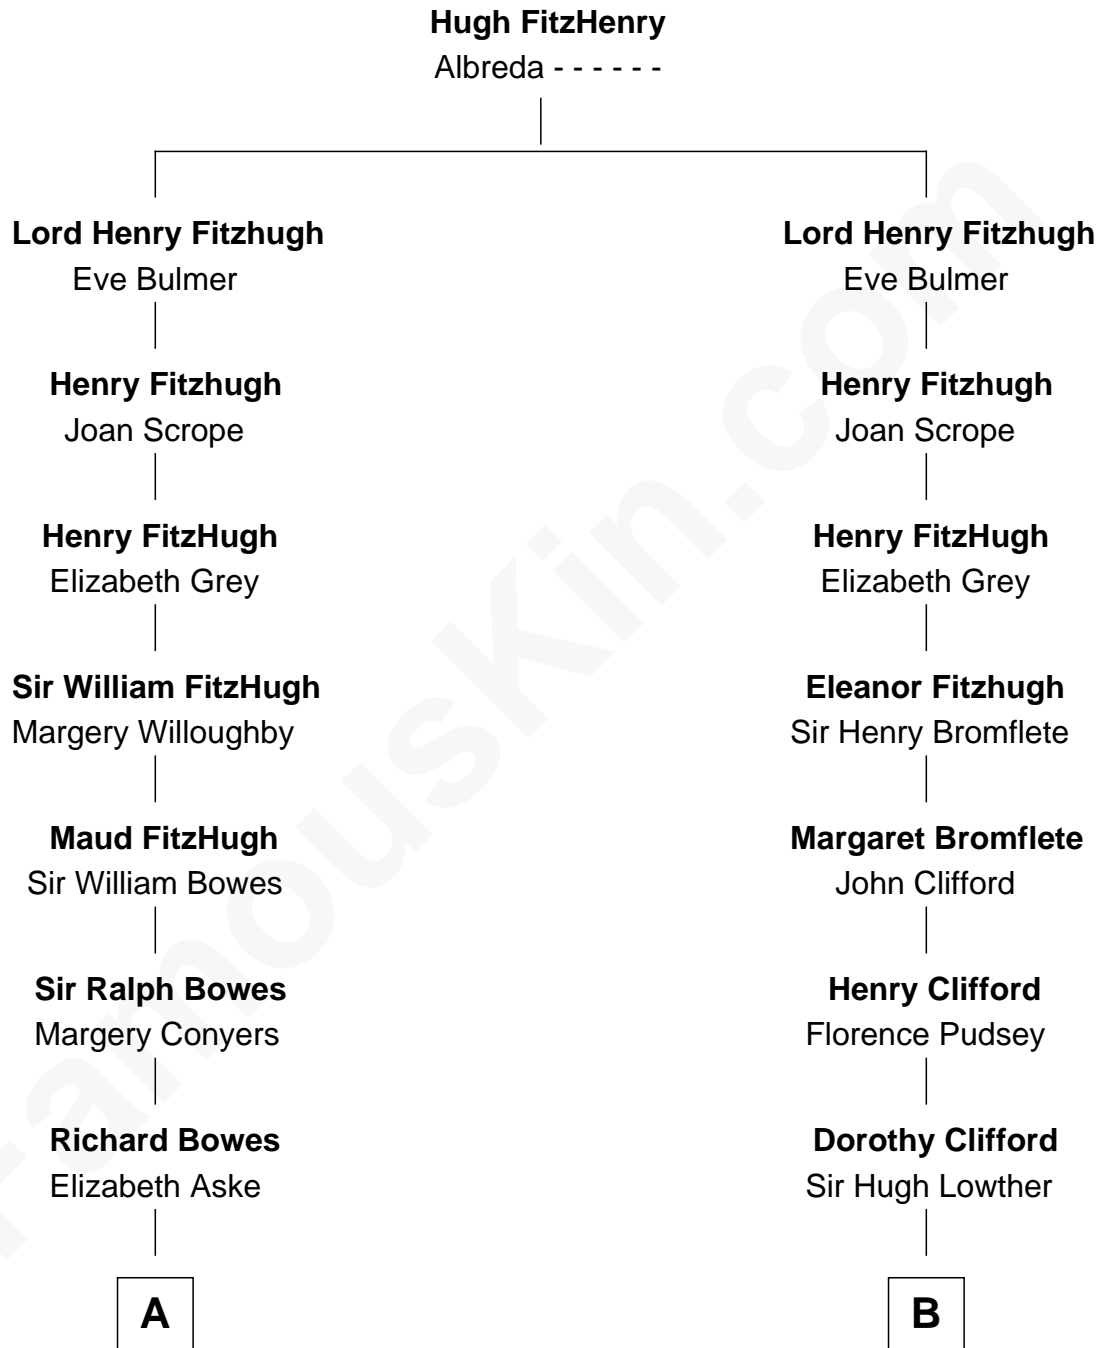 Hugh FitzHenry
Albreda - - - - - -
Lord Henry Fitzhugh
Eve Bulmer
Henry Fitzhugh
Joan Scrope
Henry FitzHugh
Elizabeth Grey
Sir William FitzHugh
Margery Willoughby
Maud FitzHugh
Sir William Bowes
Sir Ralph Bowes
Margery Conyers
Richard Bowes
Elizabeth Aske
A
Lord Henry Fitzhugh
Eve Bulmer
Henry Fitzhugh
Joan Scrope
Henry FitzHugh
Elizabeth Grey
Eleanor Fitzhugh
Sir Henry Bromflete
Margaret Bromflete
John Clifford
Henry Clifford
Florence Pudsey
Dorothy Clifford
Sir Hugh Lowther
B
FamousKin.com